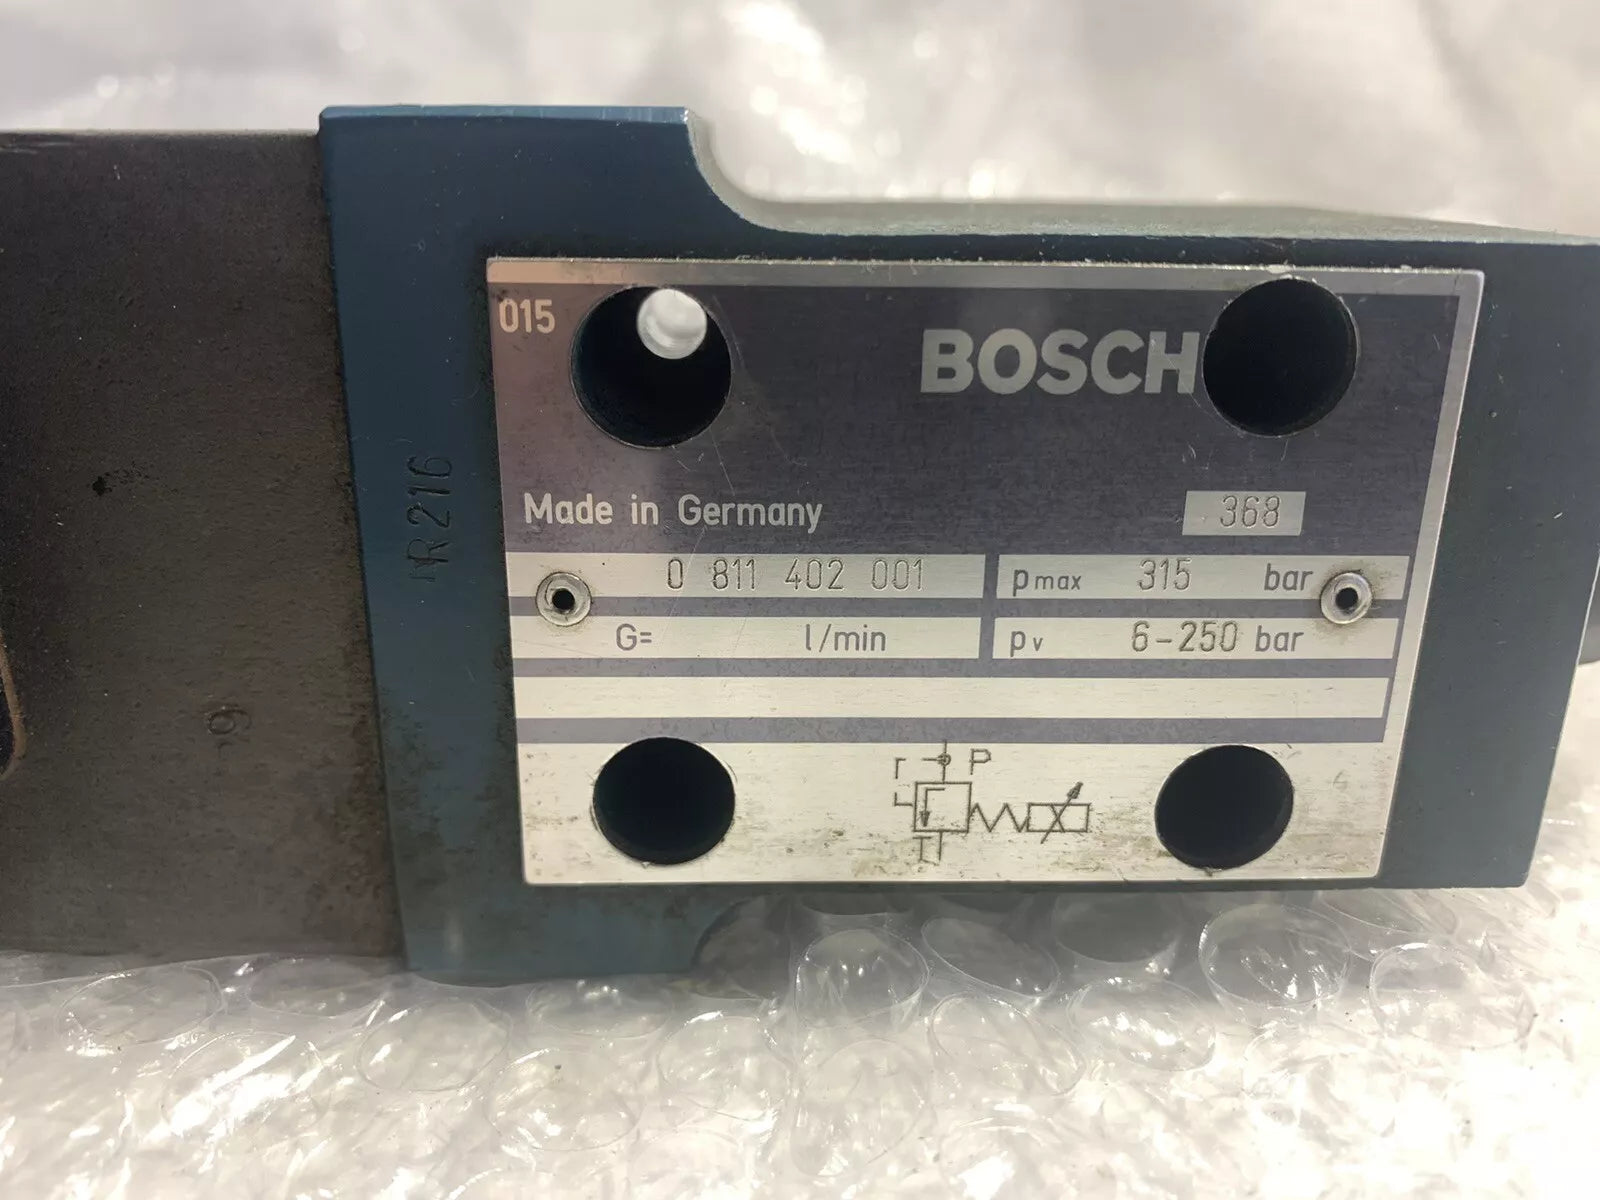 015
BOSCH
R216
Made in Germany
368
0 811 402 001
pmax 315 bar
G= l/min
pv 6-250 bar
P
T
6